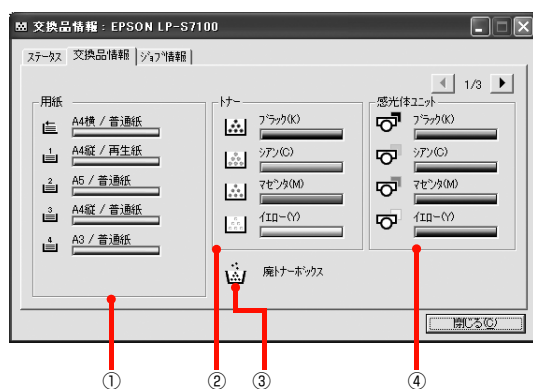 交換品情報 : EPSON LP-S7100
ステータス 交換品情報 ジョブ情報
1/3
用紙
A4横 / 普通紙
1 A4縦 / 再生紙
2 A5 / 普通紙
3 A4縦 / 普通紙
4 A3 / 普通紙
トナー
ブラック(K)
シアン(C)
マゼンタ(M)
イエロー(Y)
廃トナーボックス
感光体ユニット
ブラック(K)
シアン(C)
マゼンタ(M)
イエロー(Y)
閉じる(C)
① ② ③ ④